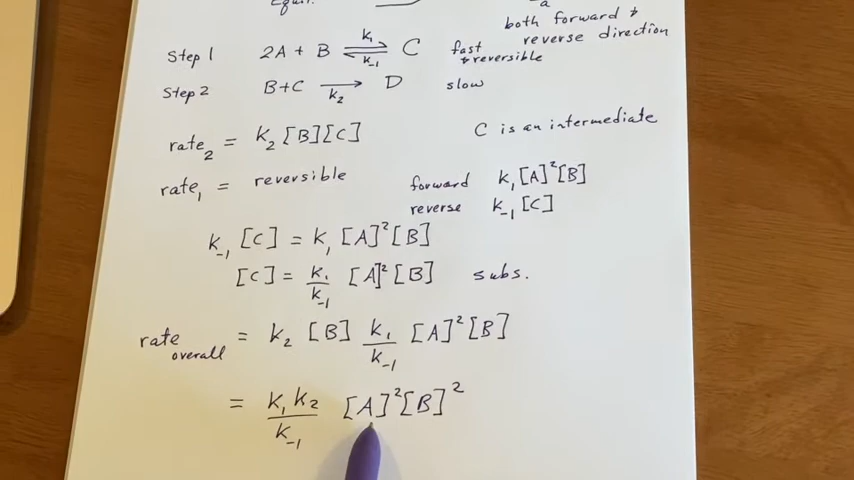 Equil.
a
both forward &
reverse direction
Step 1 2A + B ⇌ C fast
k₁
k₋₁ & reversible
Step 2 B+C → D slow
k₂
rate₂ = k₂ [B][C] C is an intermediate
rate₁ = reversible forward k₁[A]²[B]
reverse k₋₁[C]
k₋₁ [C] = k₁ [A]²[B]
[C] = k₁/k₋₁ [A]²[B] subs.
rate overall = k₂ [B] k₁/k₋₁ [A]²[B]
= k₁k₂/k₋₁ [A]²[B]²